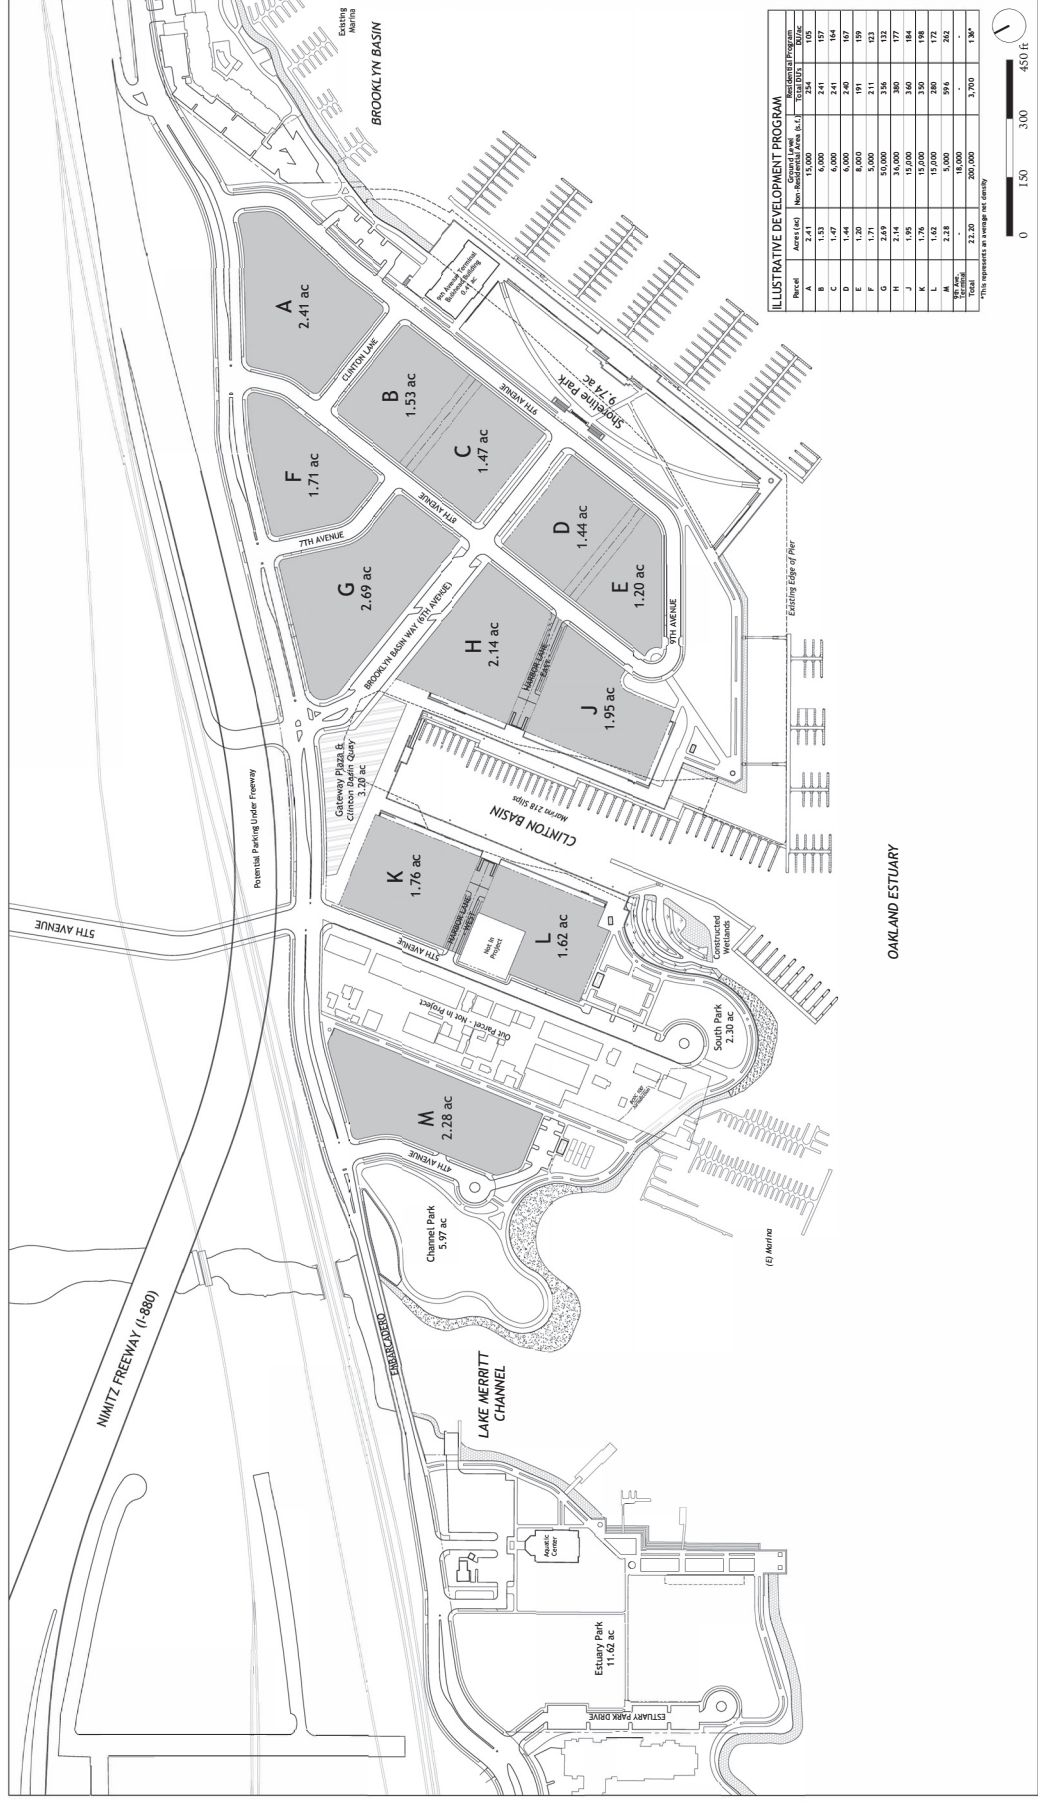 NIMITZ FREEWAY (I-880)
5TH AVENUE
Potential Parking Under Freeway
EMBARCADERO
LAKE MERRITT
CHANNEL
Estuary Park
11.62 ac
Aquatic
Center
ESTUARY PARK DRIVE
Channel Park
5.97 ac
4TH AVENUE
M
2.28 ac
Out Parcel - Not In Project
5TH AVENUE
K
1.76 ac
HARBOR LANE
WEST
Not In
Project
L
1.62 ac
South Park
2.30 ac
Constructed
Wetlands
(E) Marina
Gateway Plaza &
Clinton Basin Quay
3.20 ac
CLINTON BASIN
Marina 218 Slips
BROOKLYN BASIN WAY (6TH AVENUE)
G
2.69 ac
H
2.14 ac
HARBOR LANE
EAST
J
1.95 ac
7TH AVENUE
F
1.71 ac
8TH AVENUE
A
2.41 ac
CLINTON LANE
B
1.53 ac
C
1.47 ac
D
1.44 ac
E
1.20 ac
9TH AVENUE
9TH AVENUE
Shoreline Park
9.74 ac
9th Avenue Terminal
Bulkhead Building
0.41 ac
Existing
Marina
BROOKLYN BASIN
Existing Edge of Pier
OAKLAND ESTUARY
ILLUSTRATIVE DEVELOPMENT PROGRAM
Parcel Acres (ac) Ground Level Non-Residential Area (s.f.) Residential Program Total DU's DU/ac
A 2.41 15,000 254 105
B 1.53 6,000 241 157
C 1.47 6,000 241 164
D 1.44 6,000 240 167
E 1.20 8,000 191 159
F 1.71 5,000 211 123
G 2.69 50,000 356 132
H 2.14 36,000 380 177
J 1.95 15,000 360 184
K 1.76 15,000 350 198
L 1.62 15,000 280 172
M 2.28 5,000 596 262
9th Ave. Terminal - 18,000 - -
Total 22.20 200,000 3,700 136*
*This represents an average net density
0 150 300 450 ft